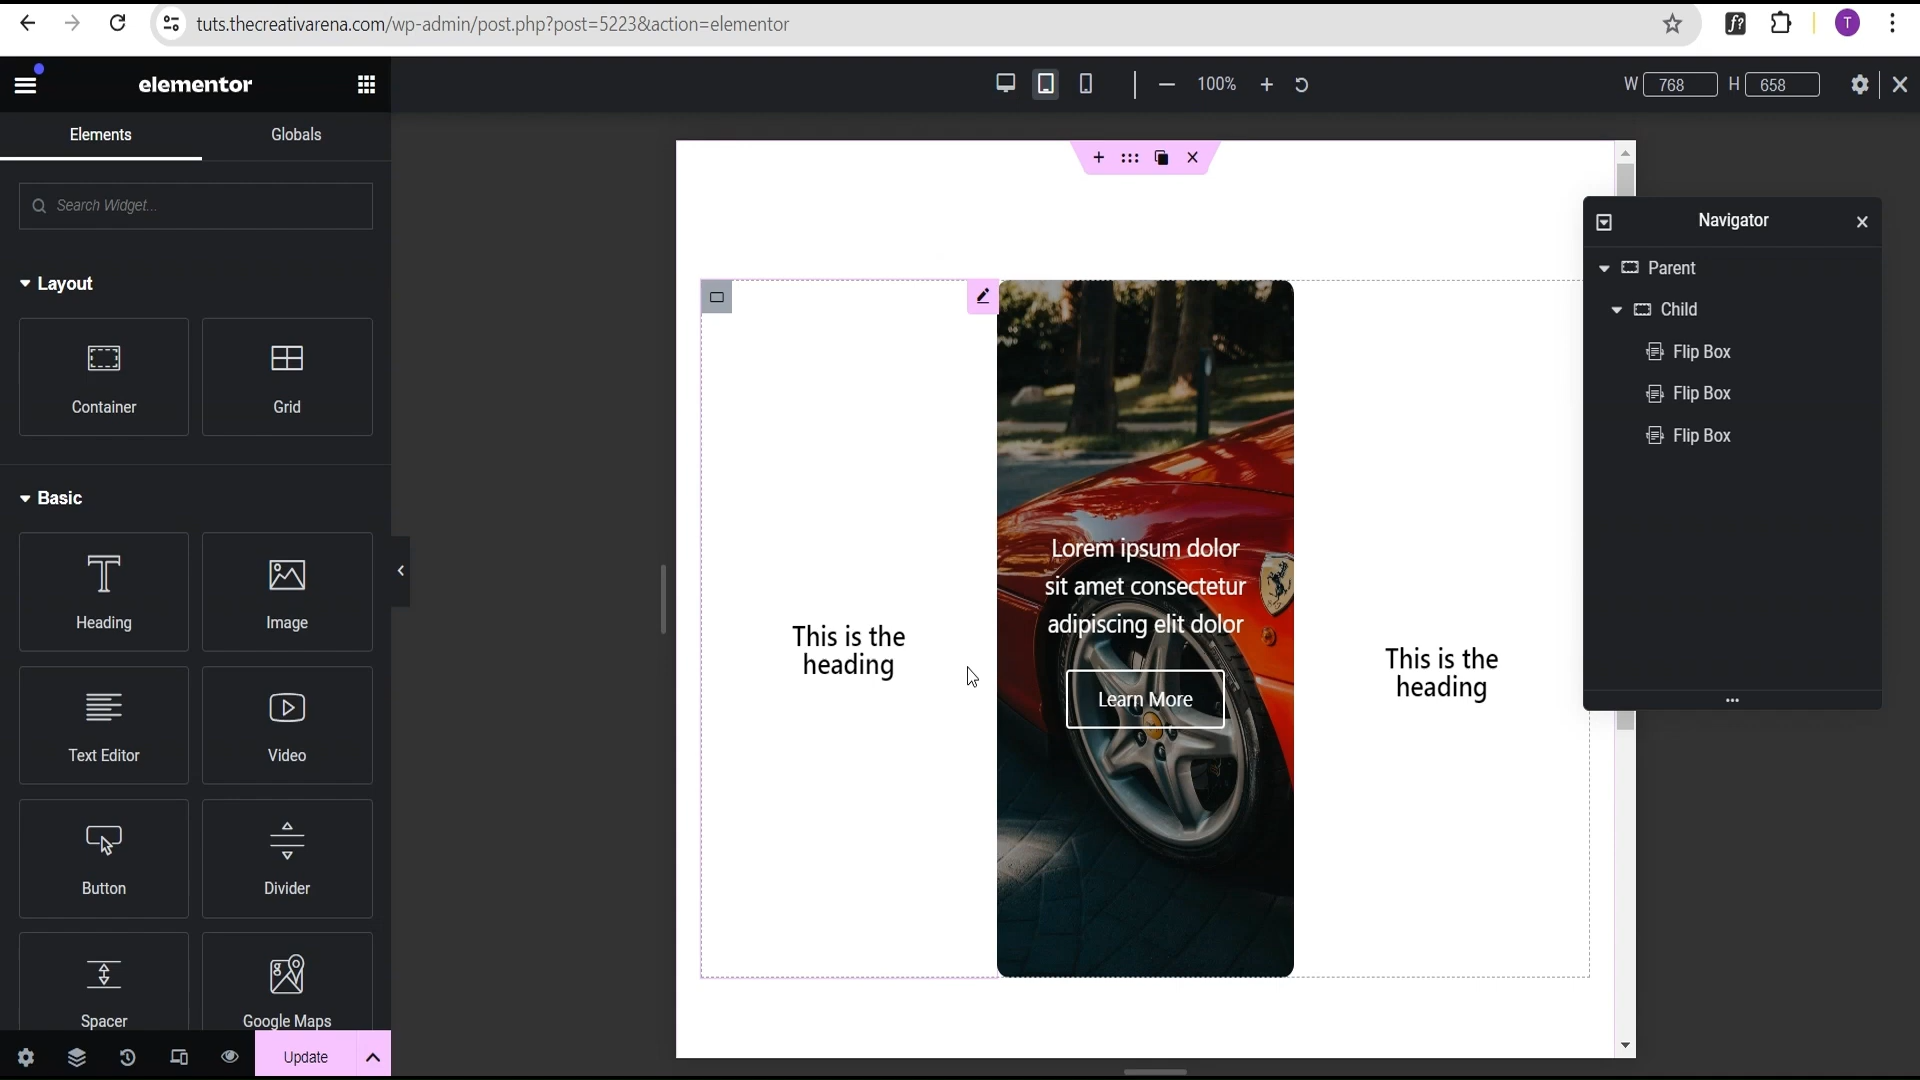 tuts.thecreativarena.com/wp-admin/post.php?post=5223&action=elementor
f?
T
elementor
100%
W 768 H 658
Elements
Globals
Search Widget...
Layout
Container
Grid
Basic
Heading
Image
Text Editor
Video
Button
Divider
Spacer
Google Maps
Update
This is the
heading
Lorem ipsum dolor
sit amet consectetur
adipiscing elit dolor
Learn More
This is the
heading
Navigator
Parent
Child
Flip Box
Flip Box
Flip Box